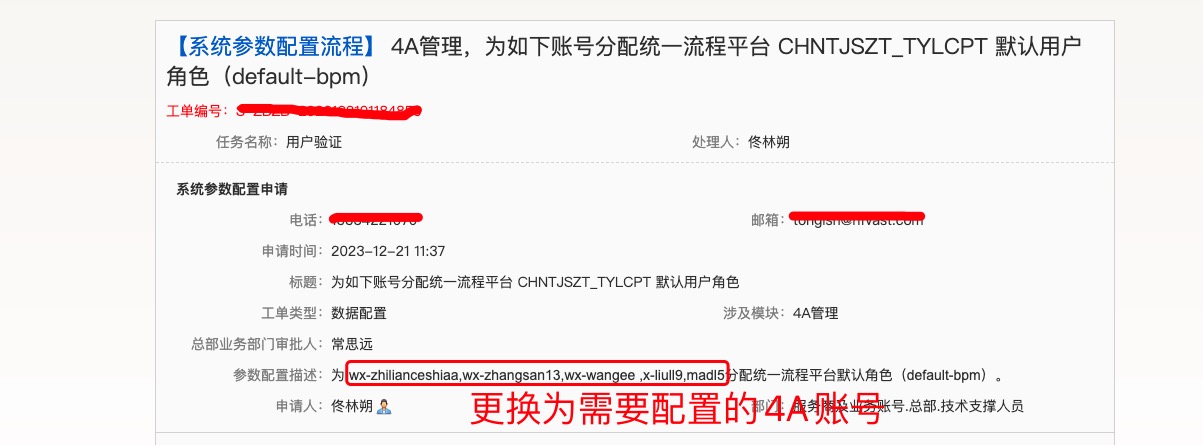 【系统参数配置流程】 4A管理，为如下账号分配统一流程平台 CHNTJSZT_TYLCPT 默认用户
角色（default-bpm）
工单编号：
任务名称： 用户验证 处理人： 佟林朔
系统参数配置申请
电话： 邮箱：
申请时间： 2023-12-21 11:37
标题： 为如下账号分配统一流程平台 CHNTJSZT_TYLCPT 默认用户角色
工单类型： 数据配置 涉及模块： 4A管理
总部业务部门审批人： 常思远
参数配置描述： 为 wx-zhilianceshiaa,wx-zhangsan13,wx-wangee ,x-liull9,madl5分配统一流程平台默认角色（default-bpm）。
申请人： 佟林朔 部门： 服务商及业务账号.总部.技术支撑人员
更换为需要配置的4A账号